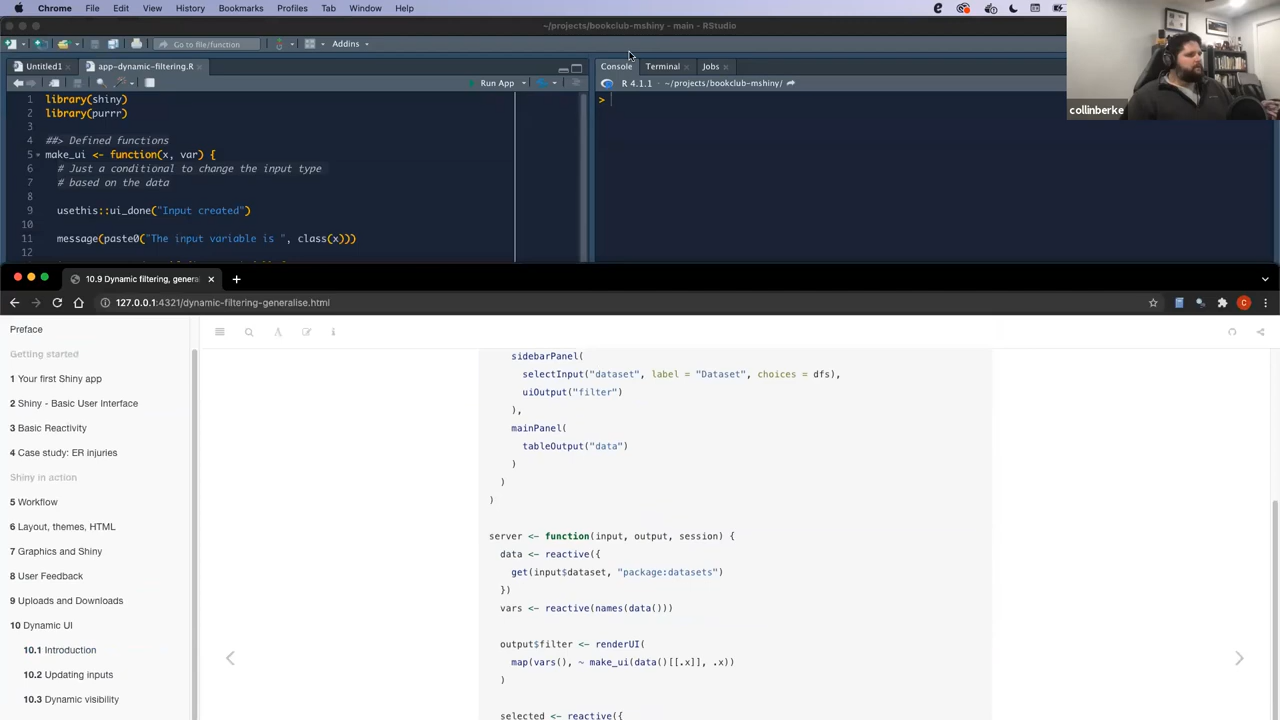 Chrome File Edit View History Bookmarks Profiles Tab Window Help
~/projects/bookclub-mshiny - main - RStudio
Go to file/function Addins
Untitled1 app-dynamic-filtering.R
Console Terminal Jobs
Run App
R 4.1.1 · ~/projects/bookclub-mshiny/
collinberke
1 library(shiny)
2 library(purrr)
3
4 ##> Defined functions
5 make_ui <- function(x, var) {
6 # Just a conditional to change the input type
7 # based on the data
8
9 usethis::ui_done("Input created")
10
11 message(paste0("The input variable is ", class(x)))
12
>
10.9 Dynamic filtering, genera
127.0.0.1:4321/dynamic-filtering-generalise.html
C
Preface
Getting started
1 Your first Shiny app
2 Shiny - Basic User Interface
3 Basic Reactivity
4 Case study: ER injuries
Shiny in action
5 Workflow
6 Layout, themes, HTML
7 Graphics and Shiny
8 User Feedback
9 Uploads and Downloads
10 Dynamic UI
10.1 Introduction
10.2 Updating inputs
10.3 Dynamic visibility
sidebarPanel(
selectInput("dataset", label = "Dataset", choices = dfs),
uiOutput("filter")
),
mainPanel(
tableOutput("data")
)
)
)
server <- function(input, output, session) {
data <- reactive({
get(input$dataset, "package:datasets")
})
vars <- reactive(names(data()))
output$filter <- renderUI(
map(vars(), ~ make_ui(data()[[.x]], .x))
)
selected <- reactive({